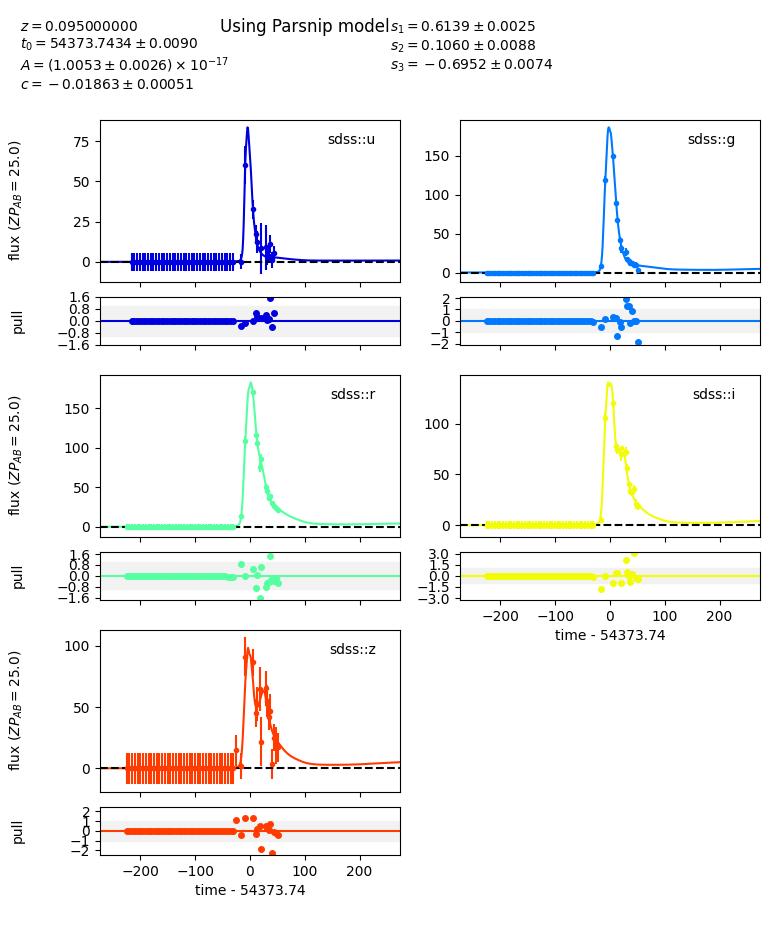 Using Parsnip model
z = 0.095000000
t0 = 54373.7434 ± 0.0090
A = (1.0053 ± 0.0026) × 10^−17
c = −0.01863 ± 0.00051
s1 = 0.6139 ± 0.0025
s2 = 0.1060 ± 0.0088
s3 = −0.6952 ± 0.0074
flux (ZP_AB = 25.0)
75
50
25
0
sdss::u
150
100
50
0
sdss::g
pull
1.6
0.8
0.0
−0.8
−1.6
2
1
0
−1
−2
flux (ZP_AB = 25.0)
150
100
50
0
sdss::r
100
50
0
sdss::i
pull
1.6
0.8
0.0
−0.8
−1.6
3.0
1.5
0.0
−1.5
−3.0
−200 −100 0 100 200
time - 54373.74
flux (ZP_AB = 25.0)
100
50
0
sdss::z
pull
2
1
0
−1
−2
−200 −100 0 100 200
time - 54373.74